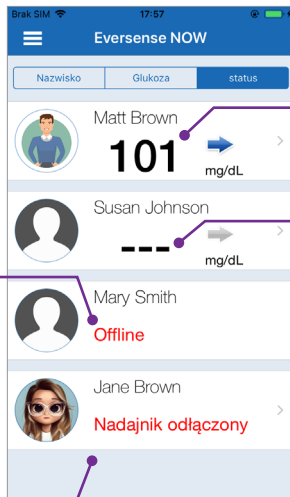 Brak SIM 17:57
Eversense NOW
Nazwisko Glukoza status
Matt Brown
101
mg/dL
Susan Johnson
---
mg/dL
Mary Smith
Offline
Jane Brown
Nadajnik odłączony